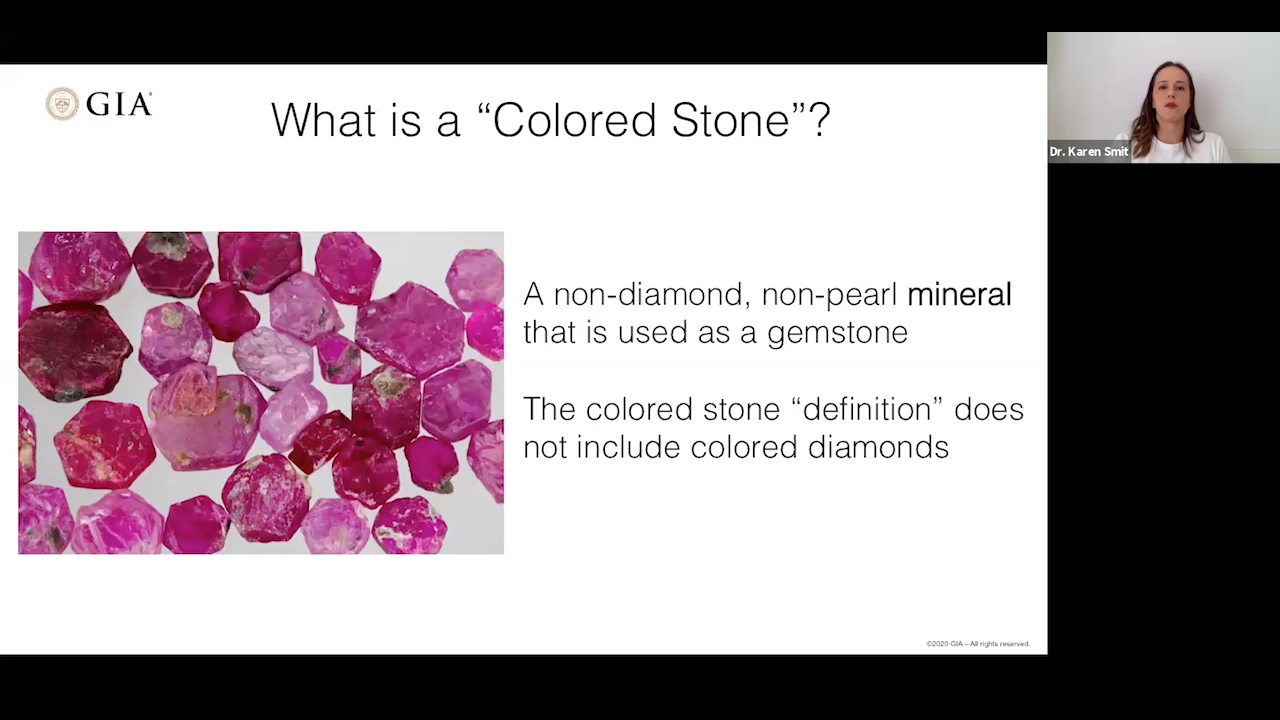 GIA®
What is a “Colored Stone”?
Dr. Karen Smit
A non-diamond, non-pearl mineral
that is used as a gemstone
The colored stone “definition” does
not include colored diamonds
©2020 GIA – All rights reserved.